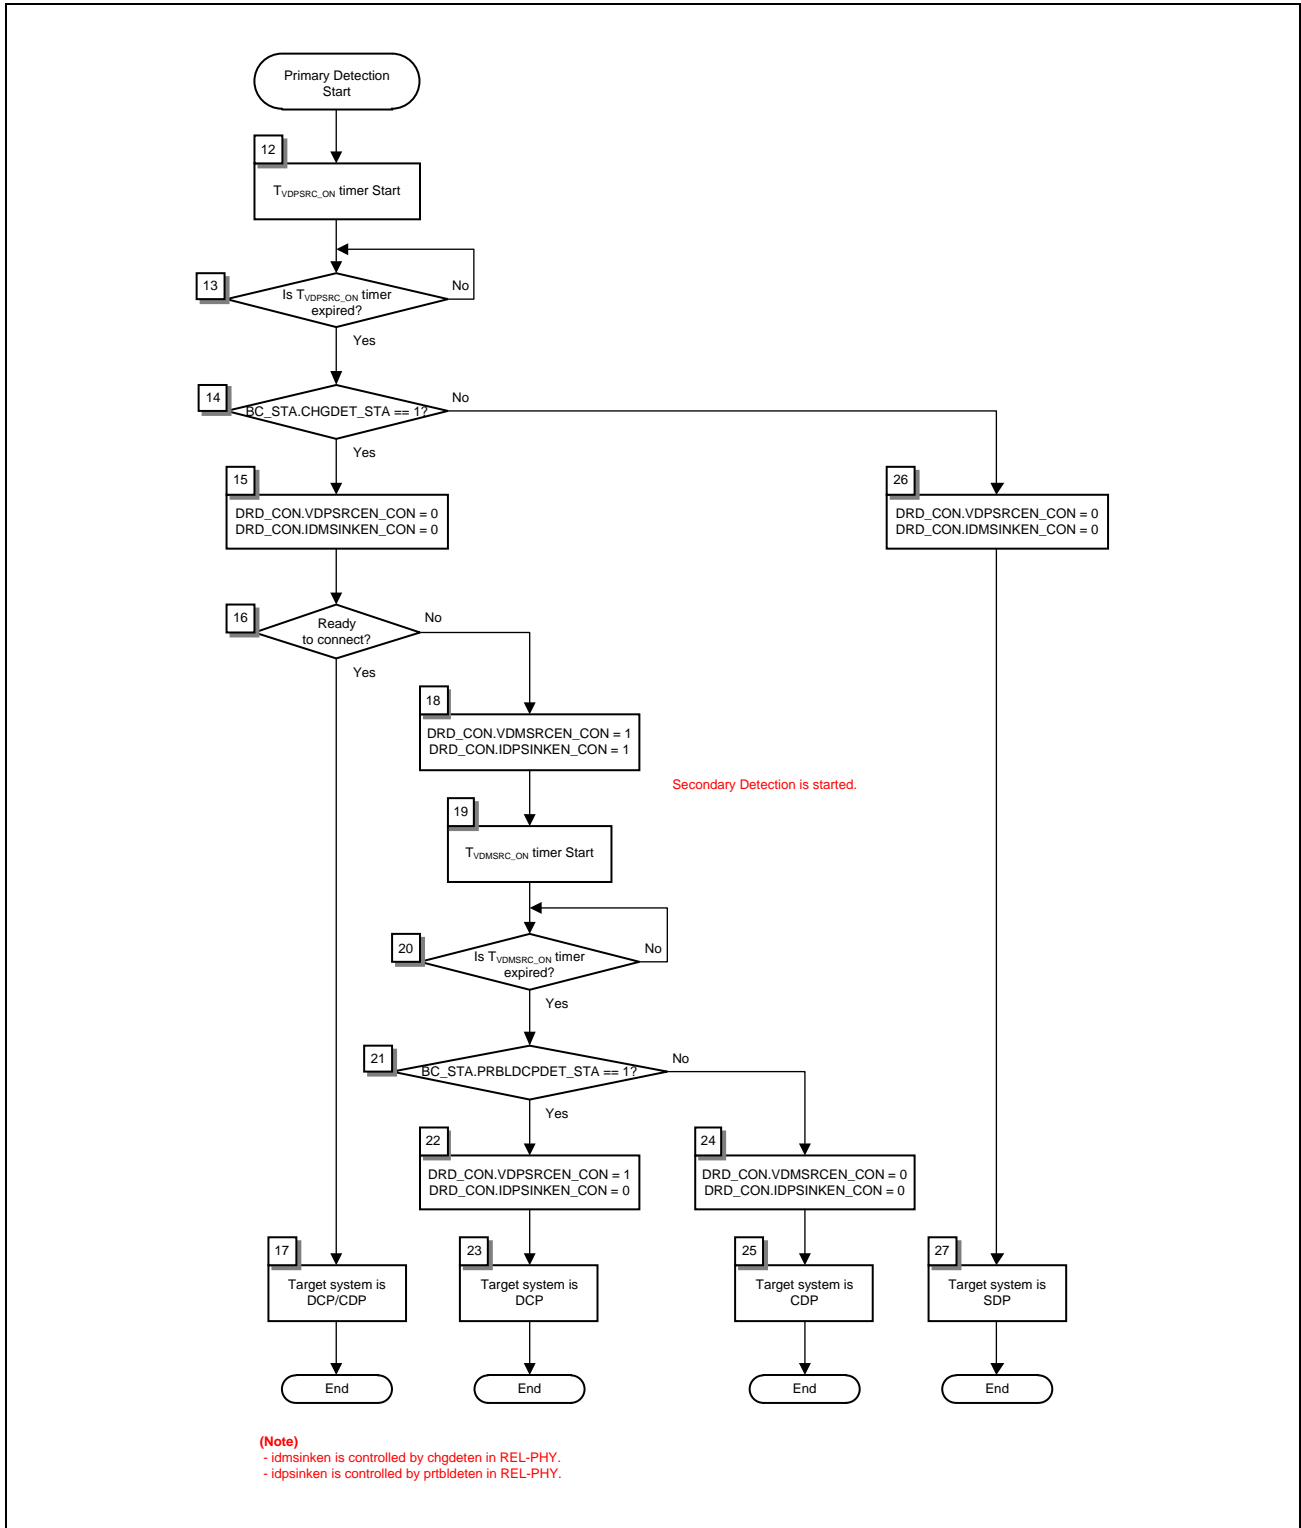 Primary Detection
Start
12
TVDPSRC_ON timer Start
13
Is TVDPSRC_ON timer
expired?
No
Yes
14
BC_STA.CHGDET_STA == 1?
No
Yes
15
DRD_CON.VDPSRCEN_CON = 0
DRD_CON.IDMSINKEN_CON = 0
26
DRD_CON.VDPSRCEN_CON = 0
DRD_CON.IDMSINKEN_CON = 0
16
Ready
to connect?
No
Yes
18
DRD_CON.VDMSRCEN_CON = 1
DRD_CON.IDPSINKEN_CON = 1
Secondary Detection is started.
19
TVDMSRC_ON timer Start
20
Is TVDMSRC_ON timer
expired?
No
Yes
21
BC_STA.PRBLDCPDET_STA == 1?
No
Yes
22
DRD_CON.VDPSRCEN_CON = 1
DRD_CON.IDPSINKEN_CON = 0
24
DRD_CON.VDMSRCEN_CON = 0
DRD_CON.IDPSINKEN_CON = 0
17
Target system is
DCP/CDP
23
Target system is
DCP
25
Target system is
CDP
27
Target system is
SDP
End
End
End
End
(Note)
- idmsinken is controlled by chgdeten in REL-PHY.
- idpsinken is controlled by prtbldeten in REL-PHY.